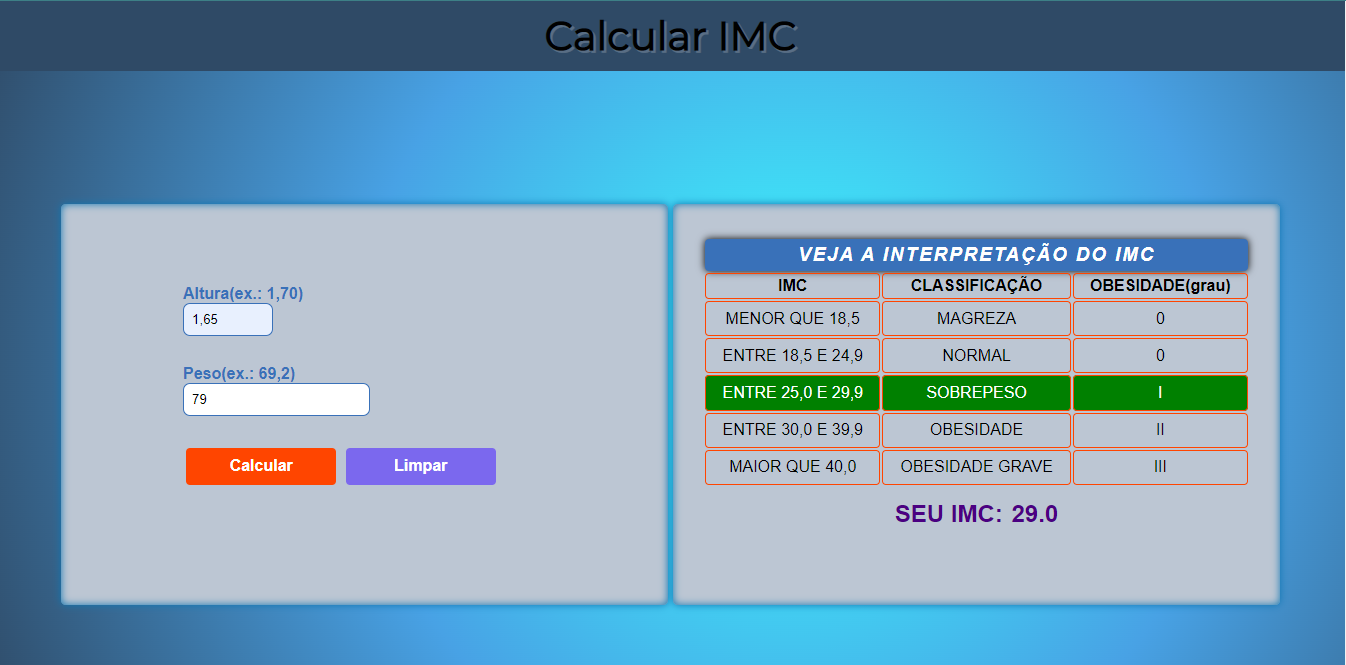 Calcular IMC
Altura(ex.: 1,70)
1,65
Peso(ex.: 69,2)
79
Calcular Limpar
VEJA A INTERPRETAÇÃO DO IMC
IMC CLASSIFICAÇÃO OBESIDADE(grau)
MENOR QUE 18,5 MAGREZA 0
ENTRE 18,5 E 24,9 NORMAL 0
ENTRE 25,0 E 29,9 SOBREPESO I
ENTRE 30,0 E 39,9 OBESIDADE II
MAIOR QUE 40,0 OBESIDADE GRAVE III
SEU IMC: 29.0